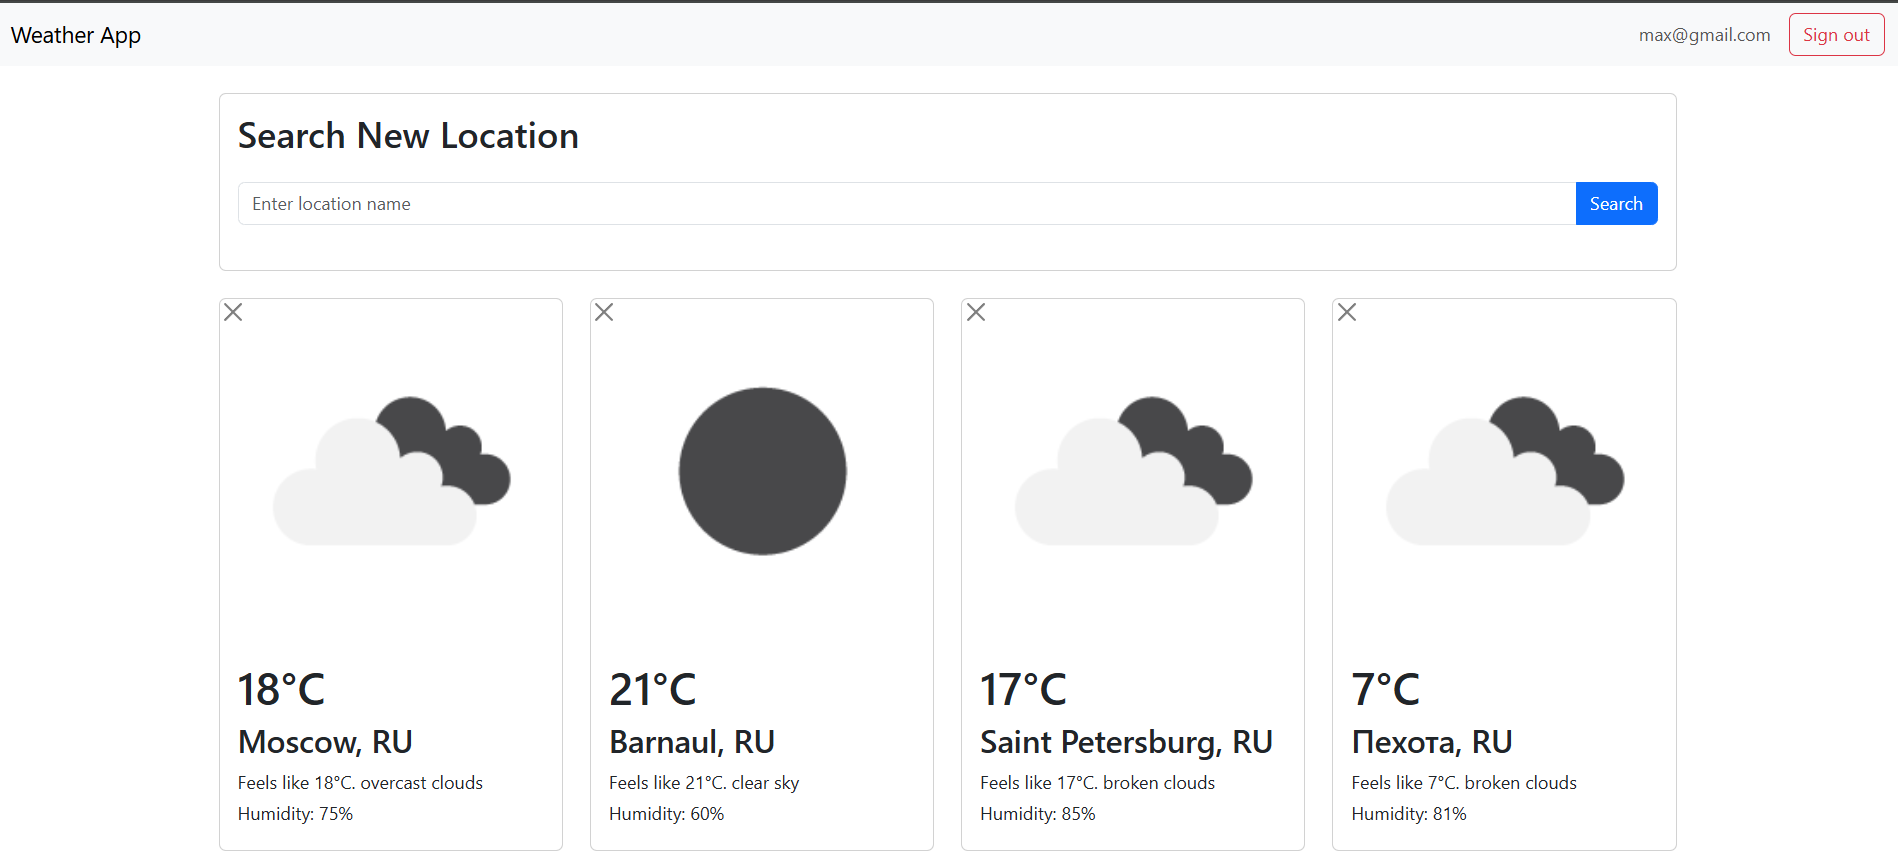 Weather App
max@gmail.com
Sign out
Search New Location
Enter location name
Search
18°C
Moscow, RU
Feels like 18°C. overcast clouds
Humidity: 75%
21°C
Barnaul, RU
Feels like 21°C. clear sky
Humidity: 60%
17°C
Saint Petersburg, RU
Feels like 17°C. broken clouds
Humidity: 85%
7°C
Пехота, RU
Feels like 7°C. broken clouds
Humidity: 81%